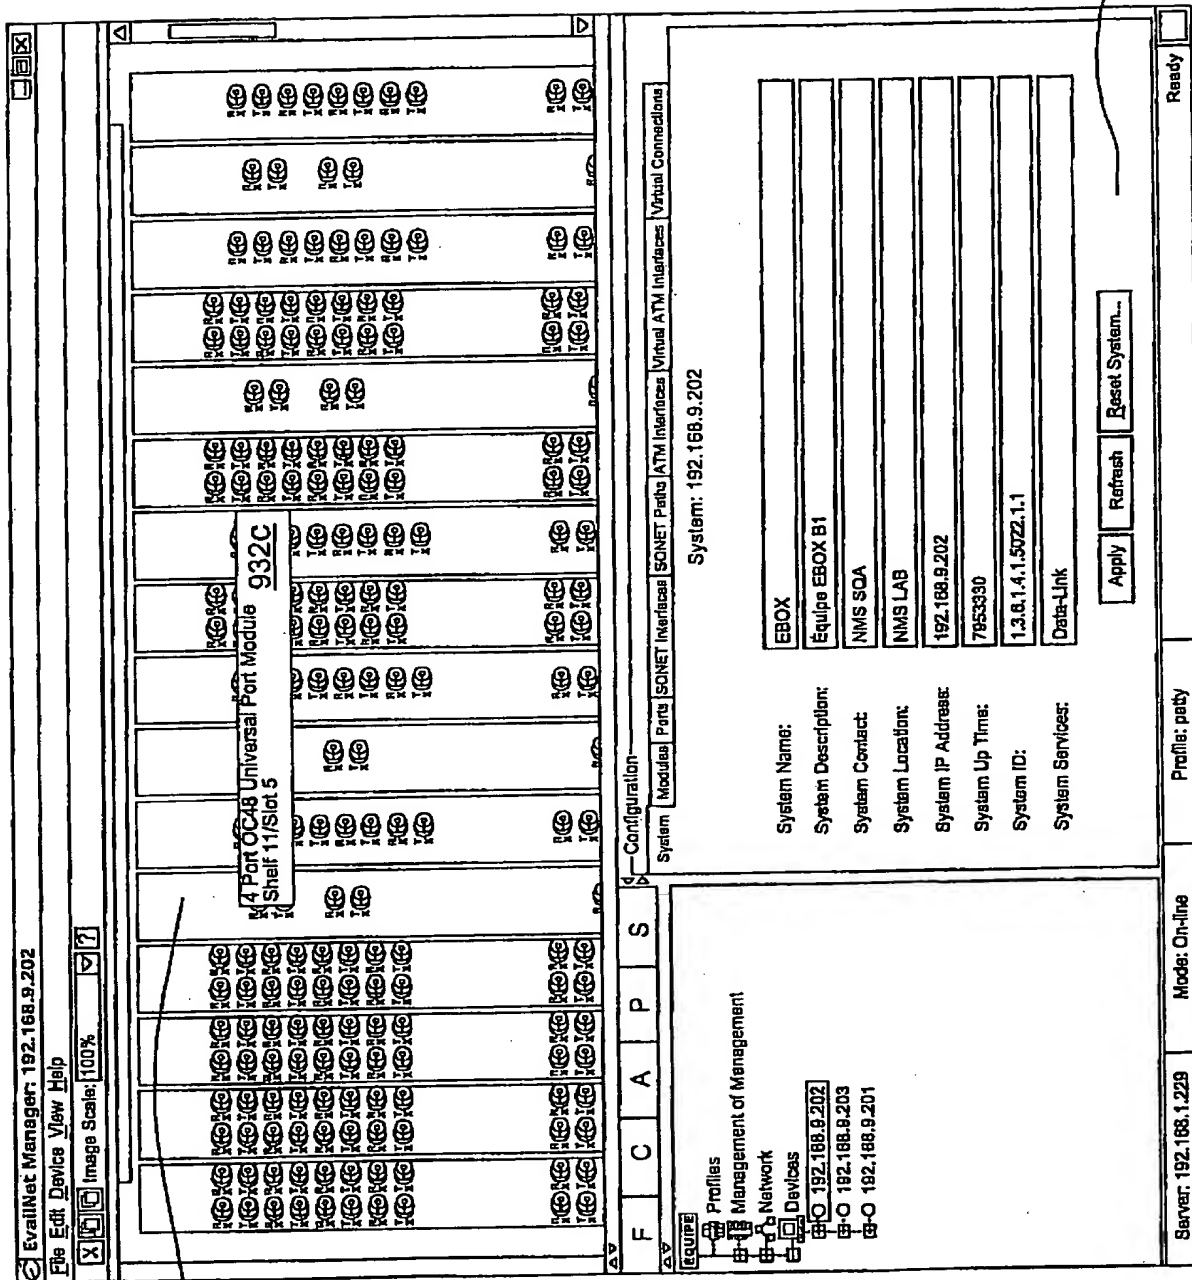 EvailNet Manager: 192.168.9.202
File Edit Device View Help
Image Scale: 100%
4 Port OC48 Universal Port Module
Shelf 11/Slot 5
932C
F C A P S
EQUIPE
Profiles
Management of Management
Network
Devices
192.168.9.202
192.168.9.203
192.168.9.201
Configuration
System Modules Ports SONET Interfaces SONET Paths ATM Interfaces Virtual ATM Interfaces Virtual Connections
System: 192.168.9.202
System Name: EBOX
System Description: Équipe EBOX B1
System Contact: NMS SQA
System Location: NMS LAB
System IP Address: 192.168.9.202
System Up Time: 7953330
System ID: 1.3.6.1.4.1.5022.1.1
System Services: Data-Link
Apply Refresh Reset System...
Server: 192.168.1.229 Mode: On-line Profile: patty Ready